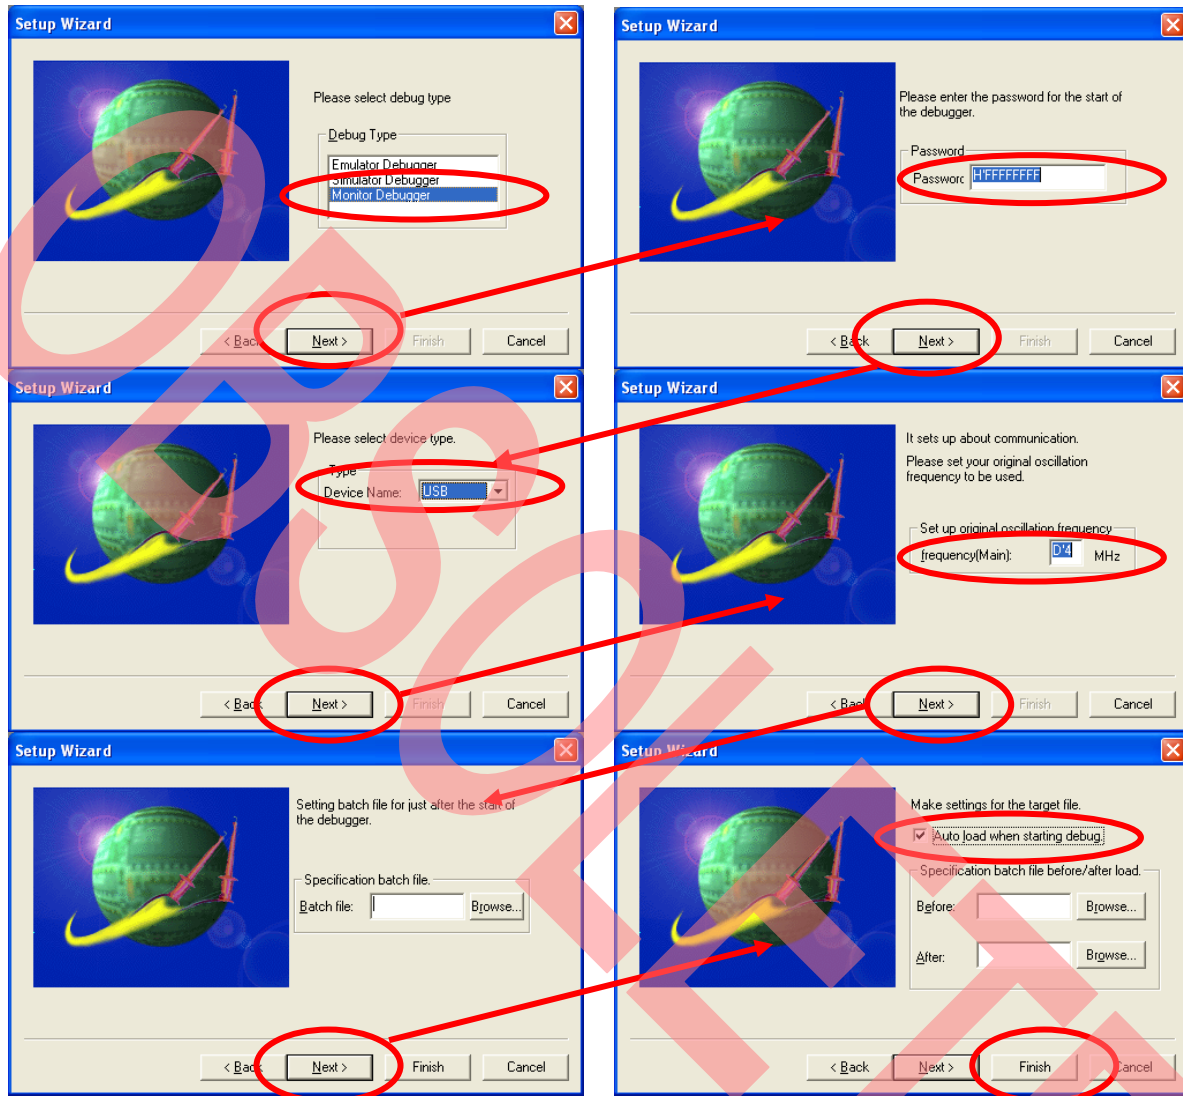 Setup Wizard
Please select debug type
Debug Type
Emulator Debugger
Simulator Debugger
Monitor Debugger
< Back
Next >
Finish
Cancel
Setup Wizard
Please enter the password for the start of
the debugger.
Password
Password
H'FFFFFFFF
< Back
Next >
Finish
Cancel
Setup Wizard
Please select device type.
Type
Device Name: USB
< Back
Next >
Finish
Cancel
Setup Wizard
It sets up about communication.
Please set your original oscillation
frequency to be used.
Set up original oscillation frequency
frequency(Main): D'4 MHz
< Back
Next >
Finish
Cancel
Setup Wizard
Setting batch file for just after the start of
the debugger.
Specification batch file.
Batch file:
Browse...
< Back
Next >
Finish
Cancel
Setup Wizard
Make settings for the target file.
Auto load when starting debug.
Specification batch file before/after load.
Before:
Browse...
After:
Browse...
< Back
Next >
Finish
Cancel
OBSOLETE